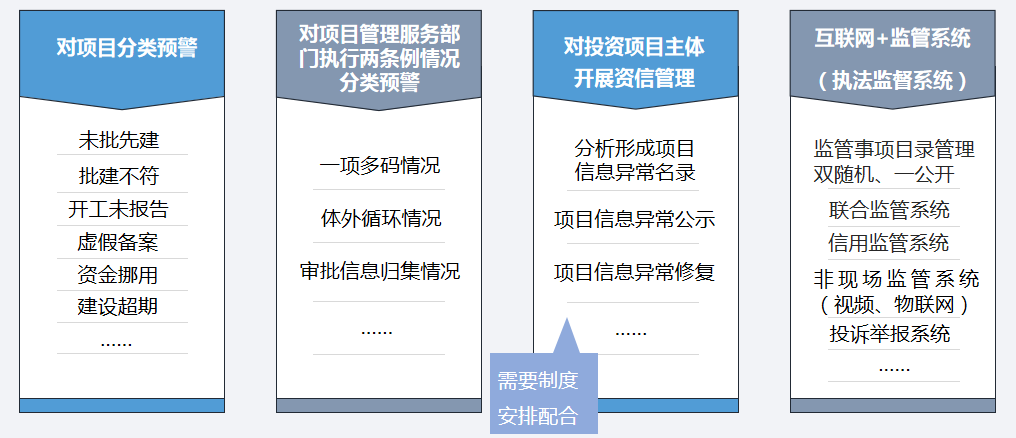 对项目分类预警
未批先建
批建不符
开工未报告
虚假备案
资金挪用
建设超期
......
对项目管理服务部
门执行两条例情况
分类预警
一项多码情况
体外循环情况
审批信息归集情况
......
对投资项目主体
开展资信管理
分析形成项目
信息异常名录
项目信息异常公示
项目信息异常修复
......
需要制度
安排配合
互联网+监管系统
（执法监督系统）
监管事项目录管理
双随机、一公开
联合监管系统
信用监管系统
非现场监管系统
（视频、物联网）
投诉举报系统
......